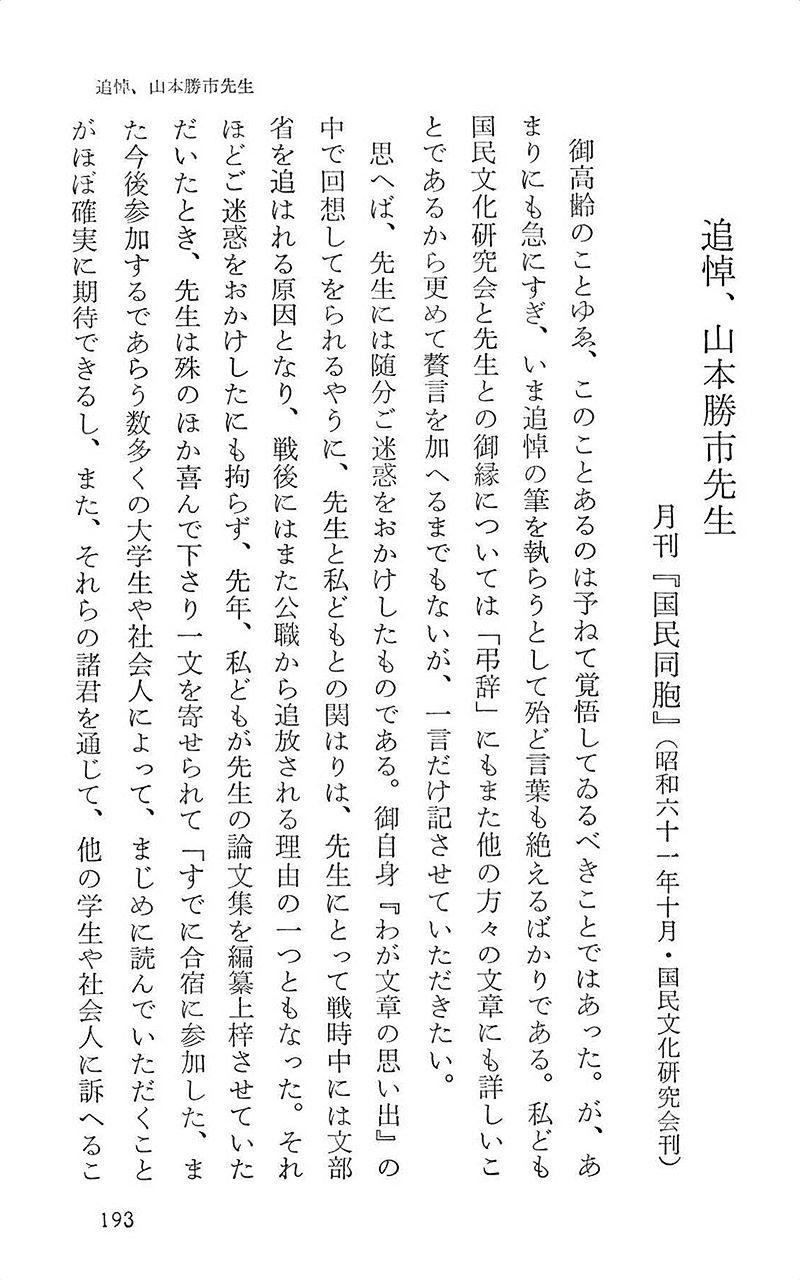 追悼、山本勝市先生
追悼、山本勝市先生
月刊『国民同胞』（昭和六十一年十月・国民文化研究会刊）
御高齢のことゆゑ、このことあるのは予ねて覚悟してゐるべきことではあった。が、あ
まりにも急にすぎ、いま追悼の筆を執らうとして殆ど言葉も絶えるばかりである。私ども
国民文化研究会と先生との御縁については「弔辞」にもまた他の方々の文章にも詳しいこ
とであるから更めて贅言を加へるまでもないが、一言だけ記させていただきたい。
思へば、先生には随分ご迷惑をおかけしたものである。御自身『わが文章の思い出』の
中で回想してをられるやうに、先生と私どもとの関はりは、先生にとって戦時中には文部
省を追はれる原因となり、戦後にはまた公職から追放される理由の一つともなった。それ
ほどご迷惑をおかけしたにも拘らず、先年、私どもが先生の論文集を編纂上梓させていた
だいたとき、先生は殊のほか喜んで下さり一文を寄せられて「すでに合宿に参加した、ま
た今後参加するであらう数多くの大学生や社会人によって、まじめに読んでいただくこと
がほぼ確実に期待できるし、また、それらの諸君を通じて、他の学生や社会人に訴へるこ
193